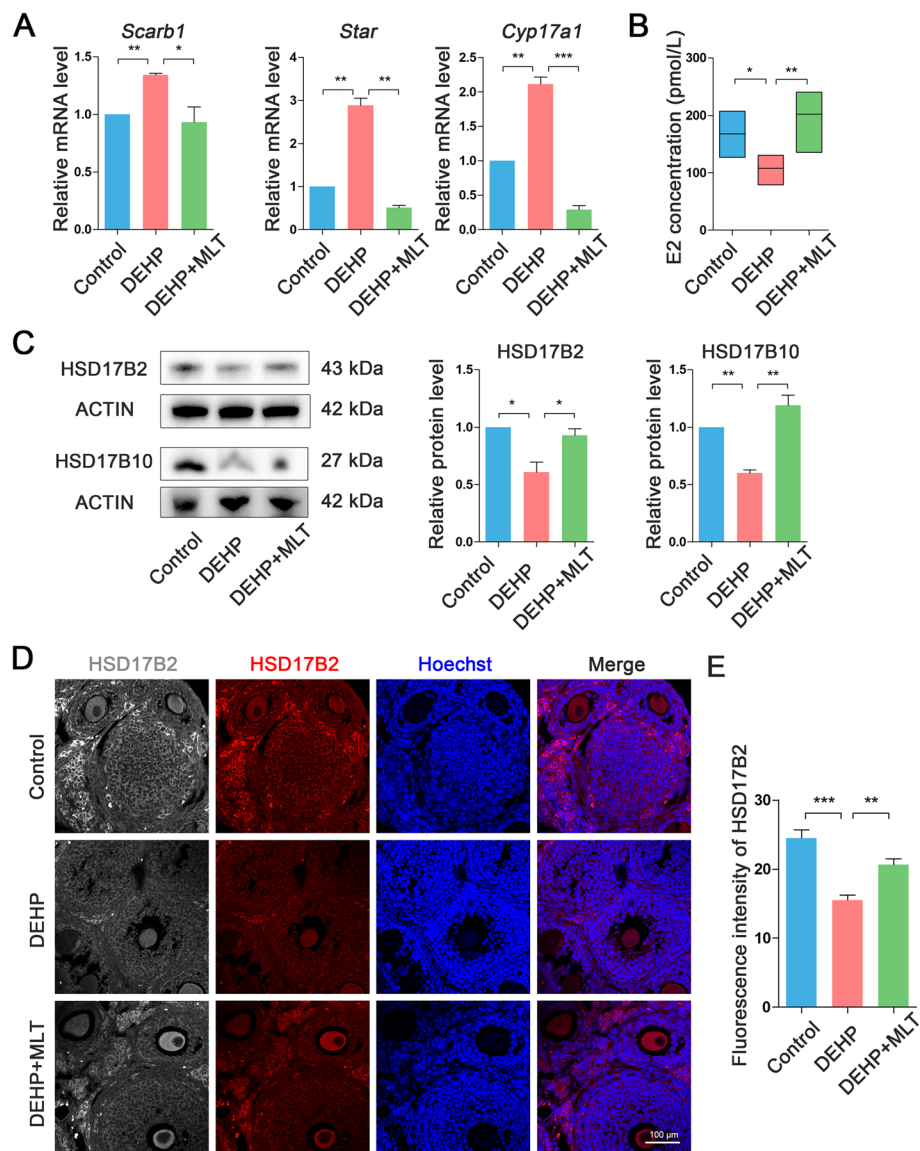 A
Scarb1
Star
Cyp17a1
Relative mRNA level
1.5
1.0
0.5
0.0
**
*
Control
DEHP
DEHP+MLT
Relative mRNA level
4
3
2
1
0
**
**
Control
DEHP
DEHP+MLT
Relative mRNA level
2.5
2.0
1.5
1.0
0.5
0.0
**
***
Control
DEHP
DEHP+MLT
B
E2 concentration (pmol/L)
300
200
100
0
*
**
Control
DEHP
DEHP+MLT
C
HSD17B2
43 kDa
ACTIN
42 kDa
HSD17B10
27 kDa
ACTIN
42 kDa
Control
DEHP
DEHP+MLT
HSD17B2
Relative protein level
1.5
1.0
0.5
0.0
*
*
Control
DEHP
DEHP+MLT
HSD17B10
Relative protein level
1.5
1.0
0.5
0.0
**
**
Control
DEHP
DEHP+MLT
D
HSD17B2
HSD17B2
Hoechst
Merge
Control
DEHP
DEHP+MLT
100 µm
E
Fluorescence intensity of HSD17B2
30
20
10
0
***
**
Control
DEHP
DEHP+MLT